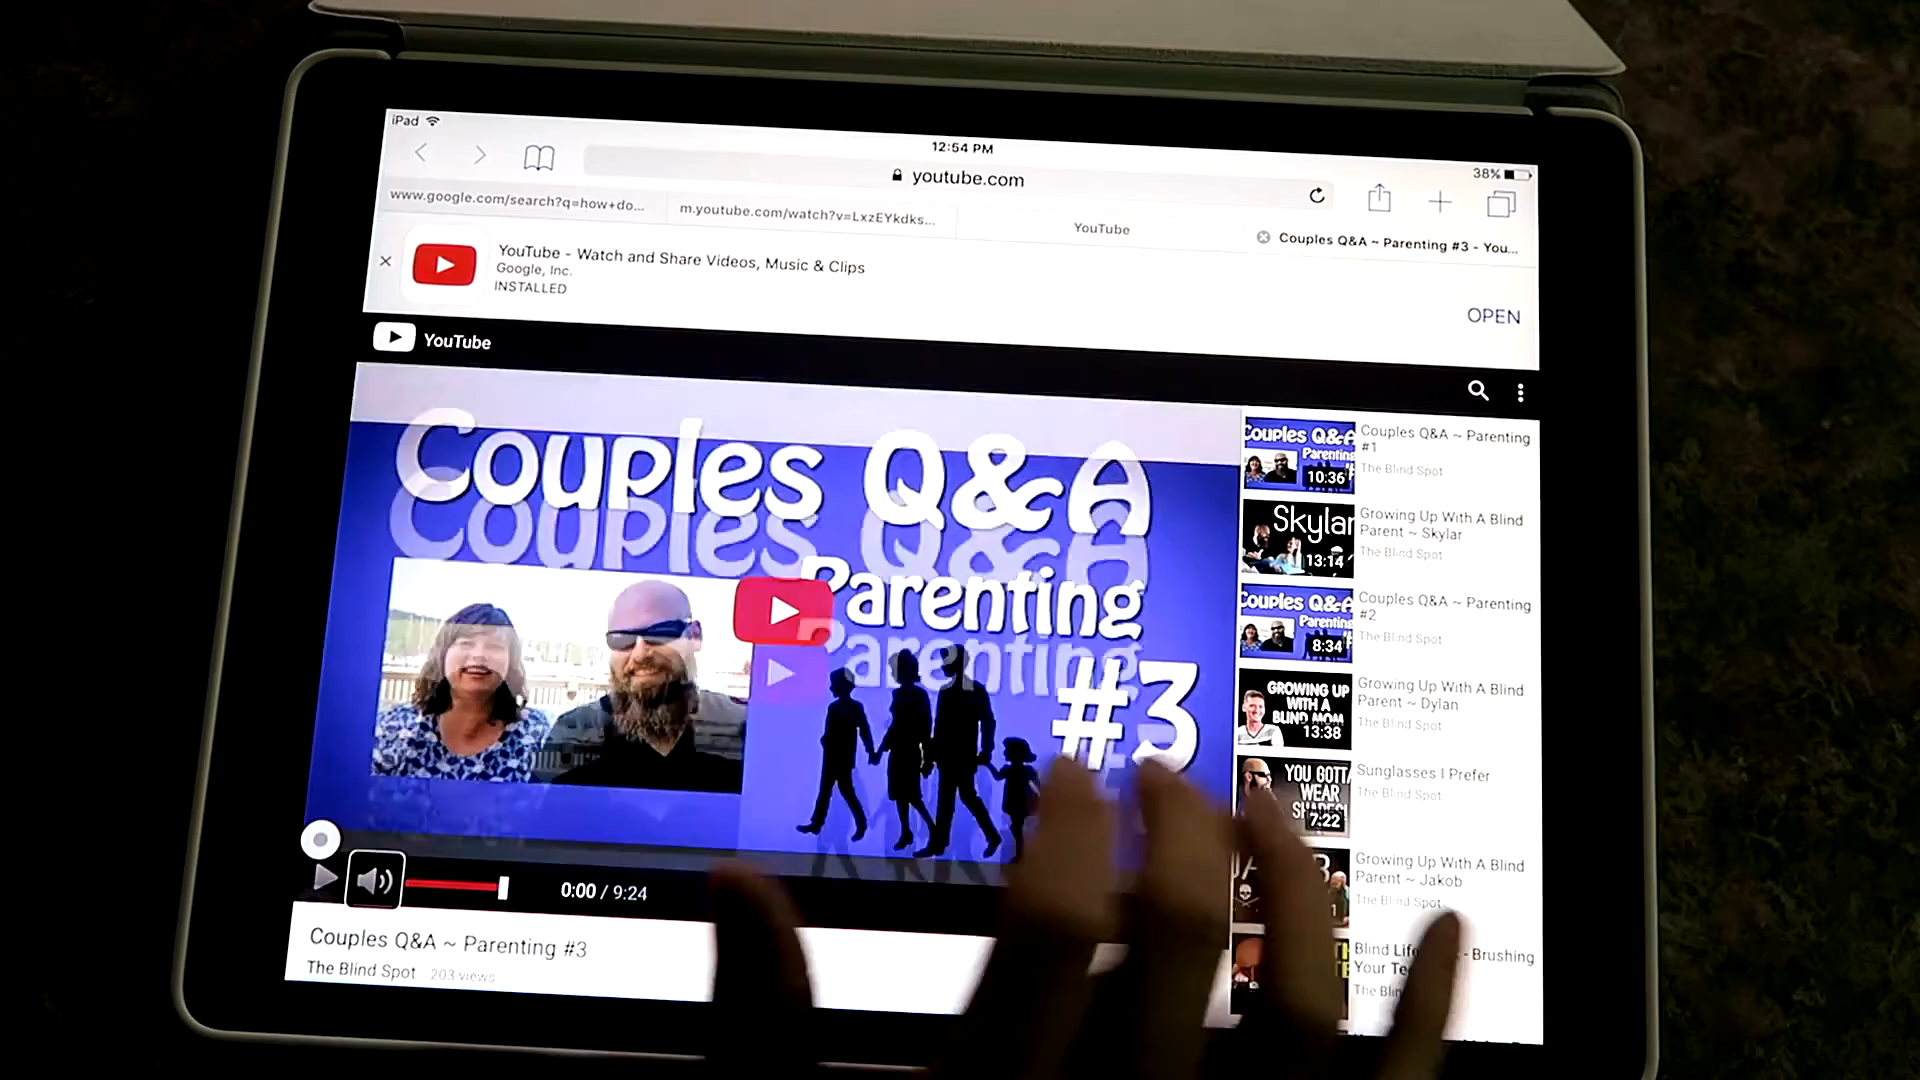 iPad
12:54 PM
38%
youtube.com
www.google.com/search?q=how+do...
m.youtube.com/watch?v=LxzEYkdks...
YouTube
Couples Q&A ~ Parenting #3 - You...
YouTube - Watch and Share Videos, Music & Clips
Google, Inc.
INSTALLED
OPEN
YouTube
Couples Q&A
Couples Q&A
Parenting
Parenting
#3
0:00 / 9:24
Couples Q&A ~ Parenting #3
The Blind Spot 203 views
Couples Q&A
Parenting
10:36
Couples Q&A ~ Parenting
#1
The Blind Spot
Skylar
13:14
Growing Up With A Blind
Parent ~ Skylar
The Blind Spot
Couples Q&A
Parenting
8:34
Couples Q&A ~ Parenting
#2
The Blind Spot
GROWING UP
WITH A
BLIND MOM
13:38
Growing Up With A Blind
Parent ~ Dylan
The Blind Spot
YOU GOTTA
WEAR
SHADES!
7:22
Sunglasses I Prefer
The Blind Spot
Growing Up With A Blind
Parent ~ Jakob
The Blind Spot
Blind - Brushing
Your
The